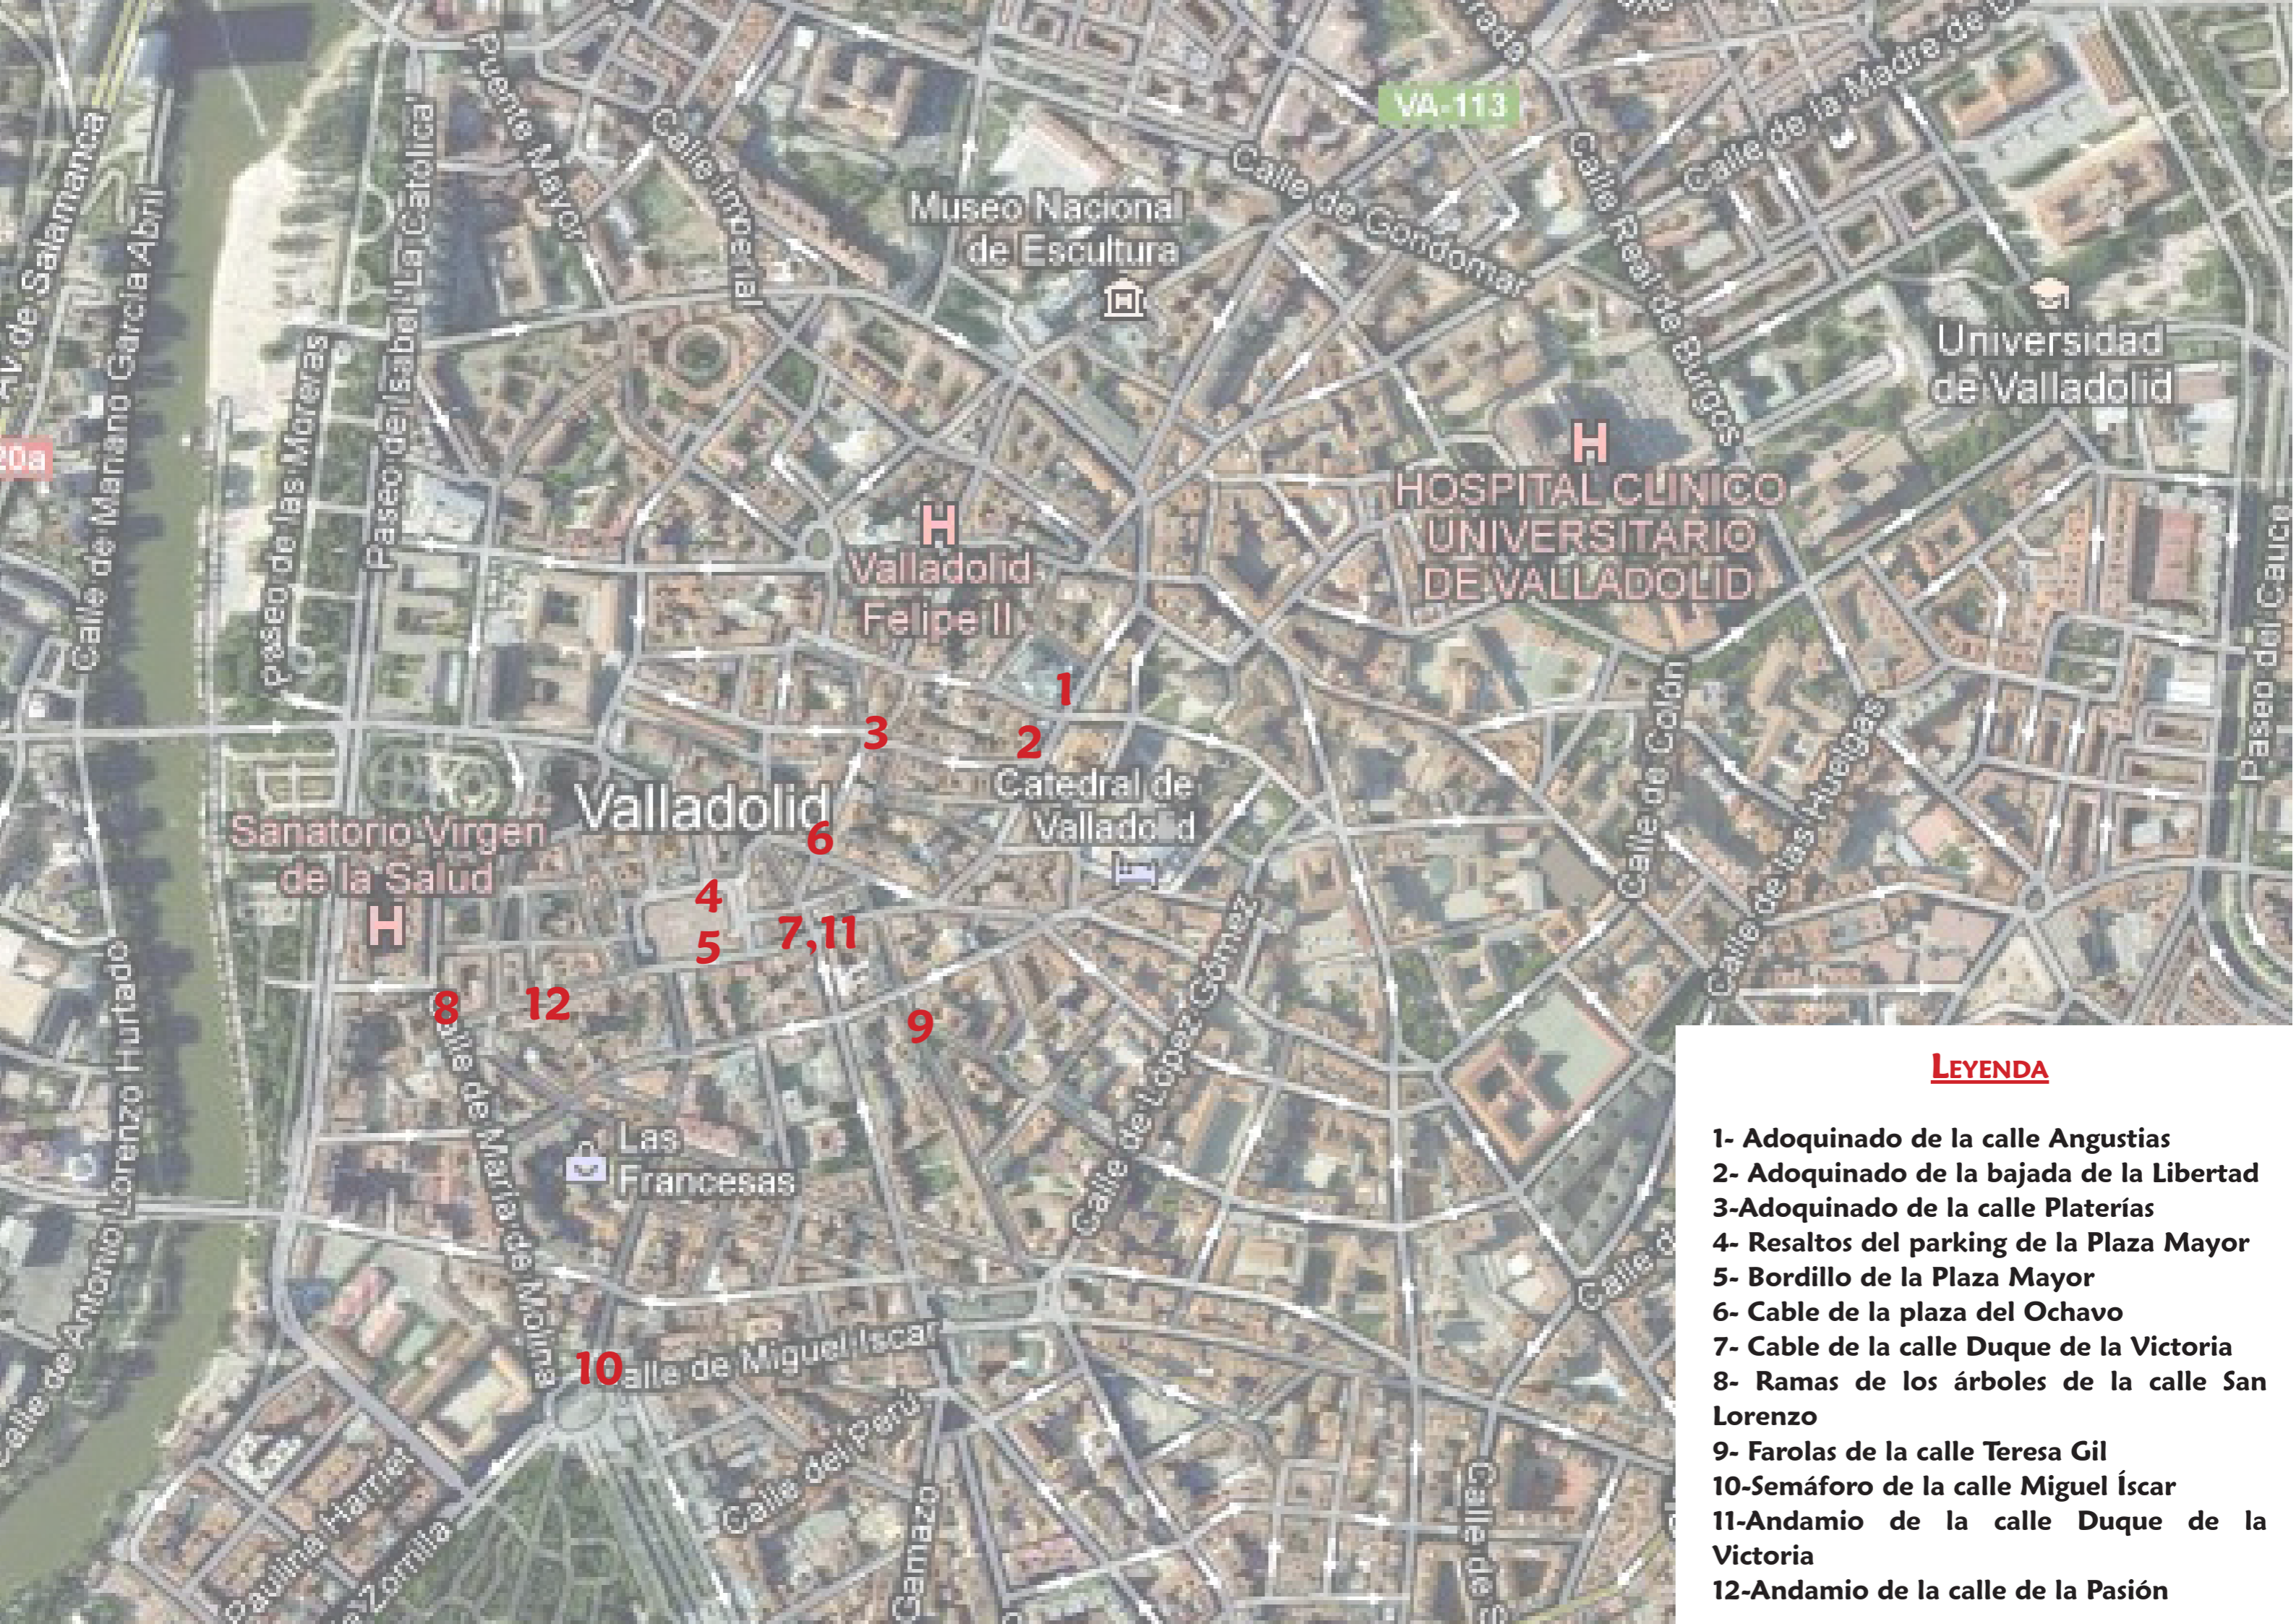 Puente Mayor
Calle Imperial
VA-113
Calle de la Madre de D
Av de Salamanca
Calle de Mariano García Abril
Paseo de Isabel 'La Católica'
Paseo de las Moreras
Museo Nacional
de Escultura
Calle de Gondomar
Calle Real de Burgos
Universidad
de Valladolid
20a
H
HOSPITAL CLINICO
UNIVERSITARIO
DE VALLADOLID
H
Valladolid
Felipe II
Paseo del Cauce
1
2
3
Catedral de
Valladolid
Valladolid
6
Sanatorio Virgen
de la Salud
H
4
5
7,11
8
12
9
Calle de Colón
Calle de las Huelgas
Calle de López Gómez
Calle de Antonio Lorenzo Hurtado
alle de María de Molina
Las
Francesas
10
alle de Miguel Iscar
Calle del Perú
Gamazo
Paulina Harriet
e Zorrilla
Calle d
Calle de S
LEYENDA
1- Adoquinado de la calle Angustias
2- Adoquinado de la bajada de la Libertad
3-Adoquinado de la calle Platerías
4- Resaltos del parking de la Plaza Mayor
5- Bordillo de la Plaza Mayor
6- Cable de la plaza del Ochavo
7- Cable de la calle Duque de la Victoria
8- Ramas de los árboles de la calle San
Lorenzo
9- Farolas de la calle Teresa Gil
10-Semáforo de la calle Miguel Íscar
11-Andamio de la calle Duque de la
Victoria
12-Andamio de la calle de la Pasión